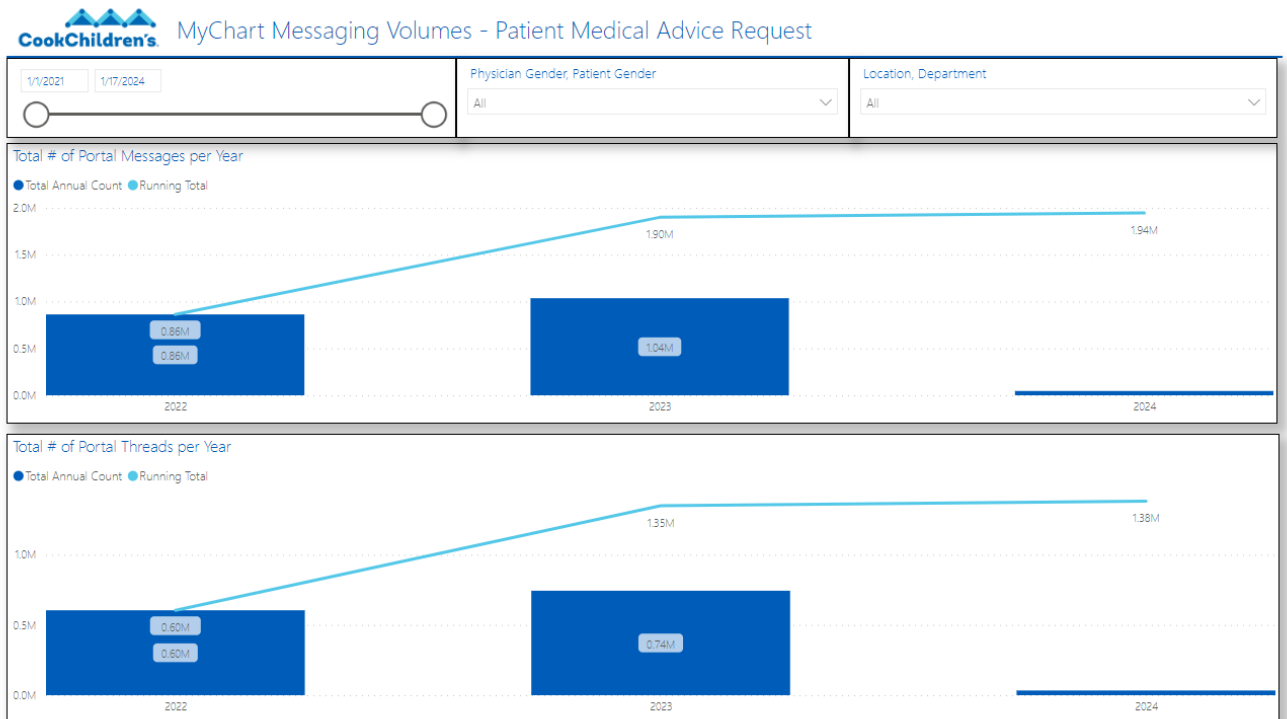 CookChildren's.
MyChart Messaging Volumes - Patient Medical Advice Request
1/1/2021 1/17/2024
Physician Gender, Patient Gender
All
Location, Department
All
Total # of Portal Messages per Year
Total Annual Count Running Total
2.0M
1.5M
1.0M
0.5M
0.0M
0.86M
0.86M
1.90M
1.04M
1.94M
2022 2023 2024
Total # of Portal Threads per Year
Total Annual Count Running Total
1.0M
0.5M
0.0M
0.60M
0.60M
1.35M
0.74M
1.38M
2022 2023 2024